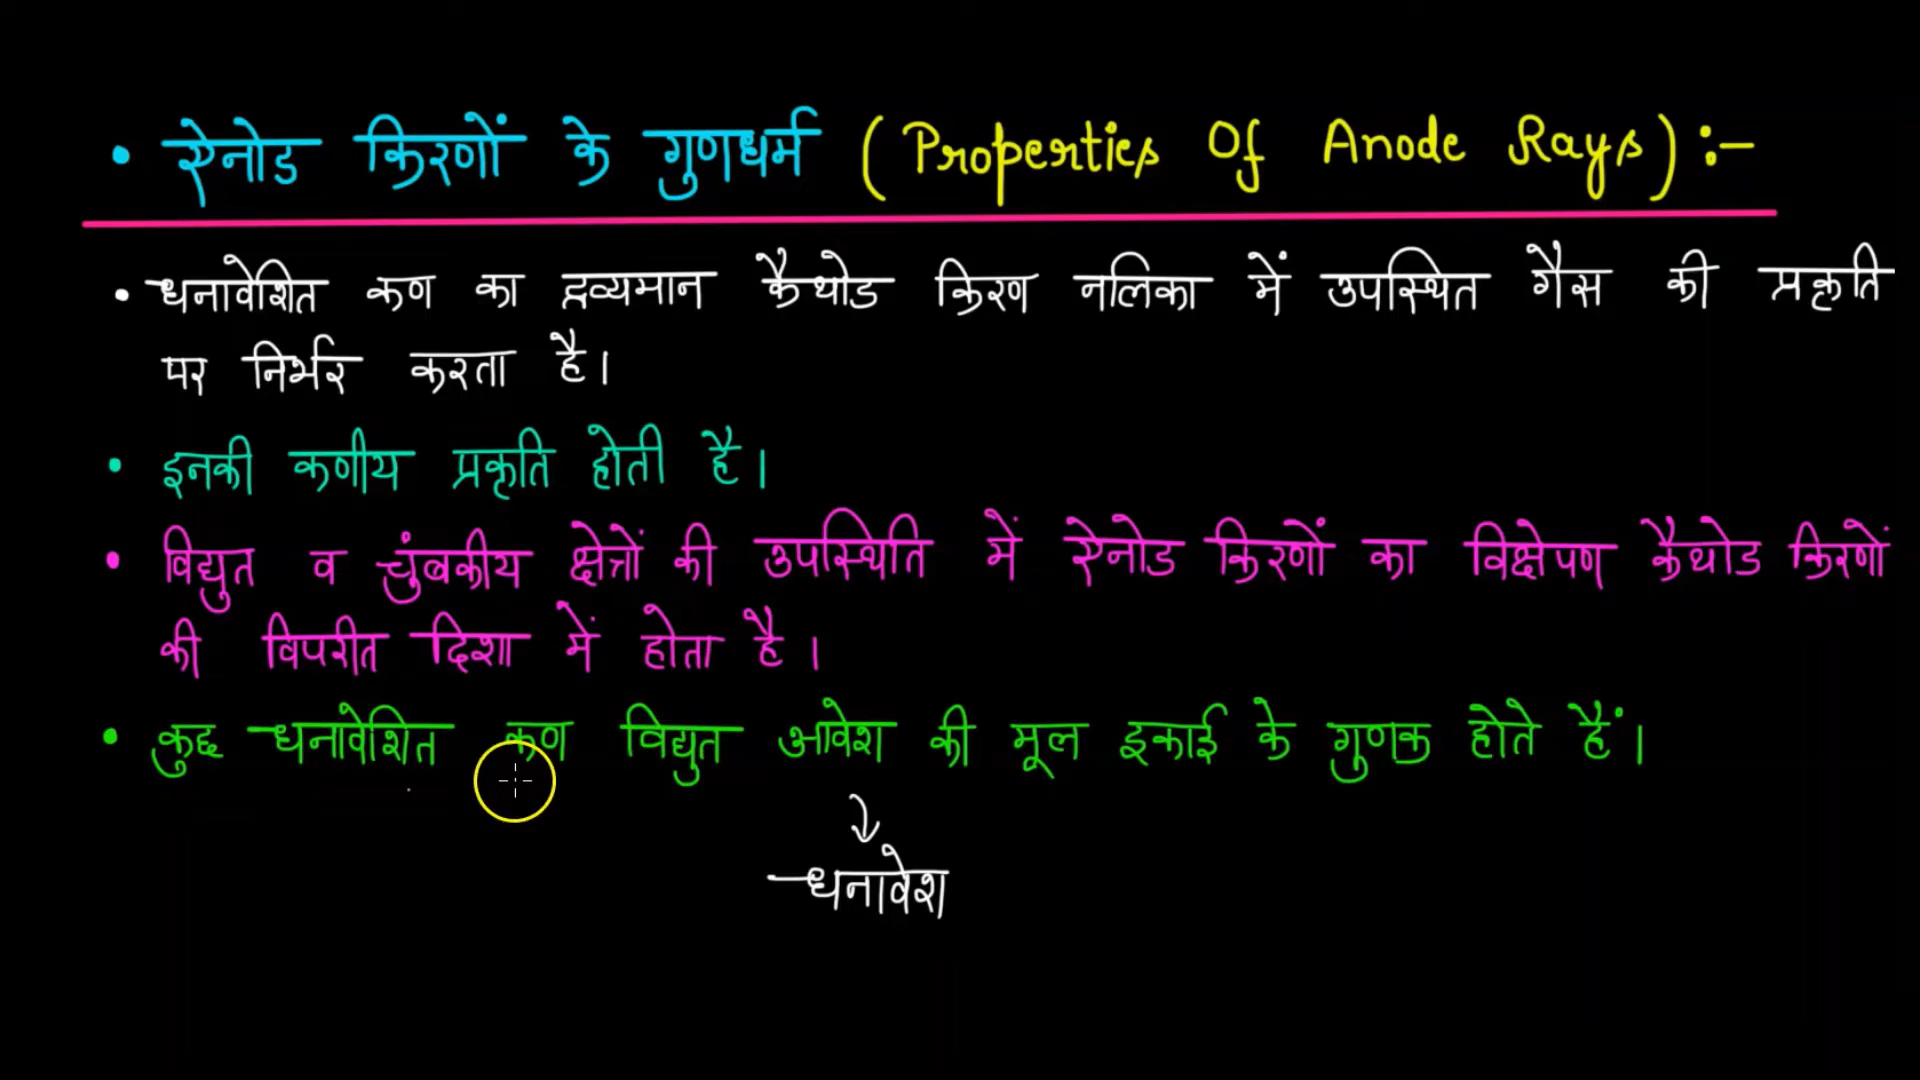 • ऐनोड किरणों के गुणधर्म (Properties Of Anode Rays) :-
• धनावेशित कण का द्रव्यमान कैथोड किरण नलिका में उपस्थित गैस की प्रकृति
पर निर्भर करता है।
• इनकी कणीय प्रकृति होती है।
• विद्युत व चुंबकीय क्षेत्रों की उपस्थिति में ऐनोड किरणों का विक्षेपण कैथोड किरणों
की विपरीत दिशा में होता है।
• कुछ धनावेशित कण विद्युत आवेश की मूल इकाई के गुणक होते हैं।
↓
धनावेश